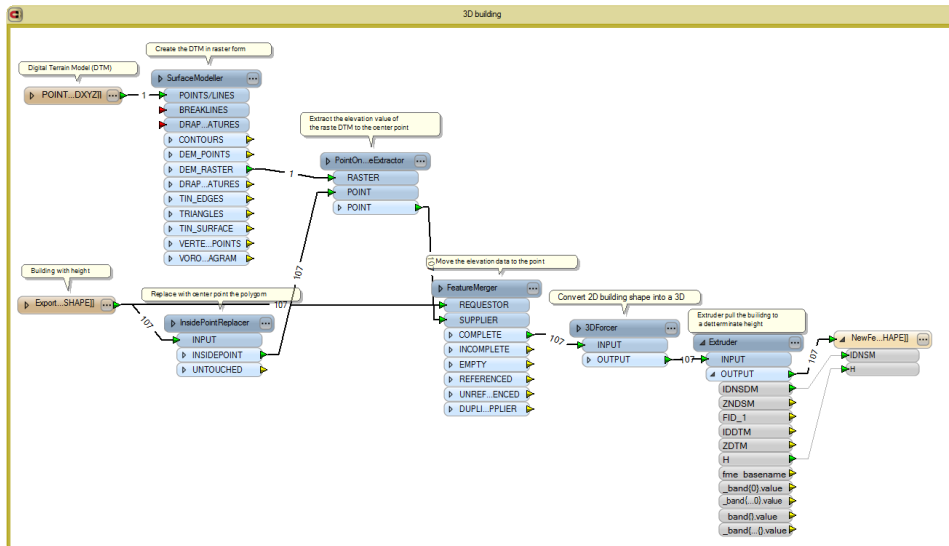 3D building
Create the DTM in raster form
Digital Terrain Model (DTM)
SurfaceModeller
POINT...DXYZ]]
1
POINTS/LINES
BREAKLINES
DRAP...ATURES
CONTOURS
DEM_POINTS
DEM_RASTER
DRAP...ATURES
TIN_EDGES
TRIANGLES
TIN_SURFACE
VERTE...POINTS
VORO...AGRAM
1
Extract the elevation value of
the raste DTM to the center point
PointOn...eExtractor
RASTER
POINT
POINT
107
107
Building with height
Export...SHAPE]]
107
107
Replace with center point the polygom
InsidePointReplacer
INPUT
INSIDEPOINT
UNTOUCHED
Move the elevation data to the point
FeatureMerger
REQUESTOR
SUPPLIER
COMPLETE
INCOMPLETE
EMPTY
REFERENCED
UNREF...ENCED
DUPLI...PPLIER
107
Convert 2D building shape into a 3D
3DForcer
INPUT
OUTPUT
107
Extruder pull the builidng to
a detterminate height
Extruder
INPUT
OUTPUT
IDNSDM
ZNDSM
FID_1
IDDTM
ZDTM
H
fme_basename
_band{0}.value
_band{...0}.value
_band{}.value
_band{...{}.value
107
NewFe...HAPE]]
IDNSM
H